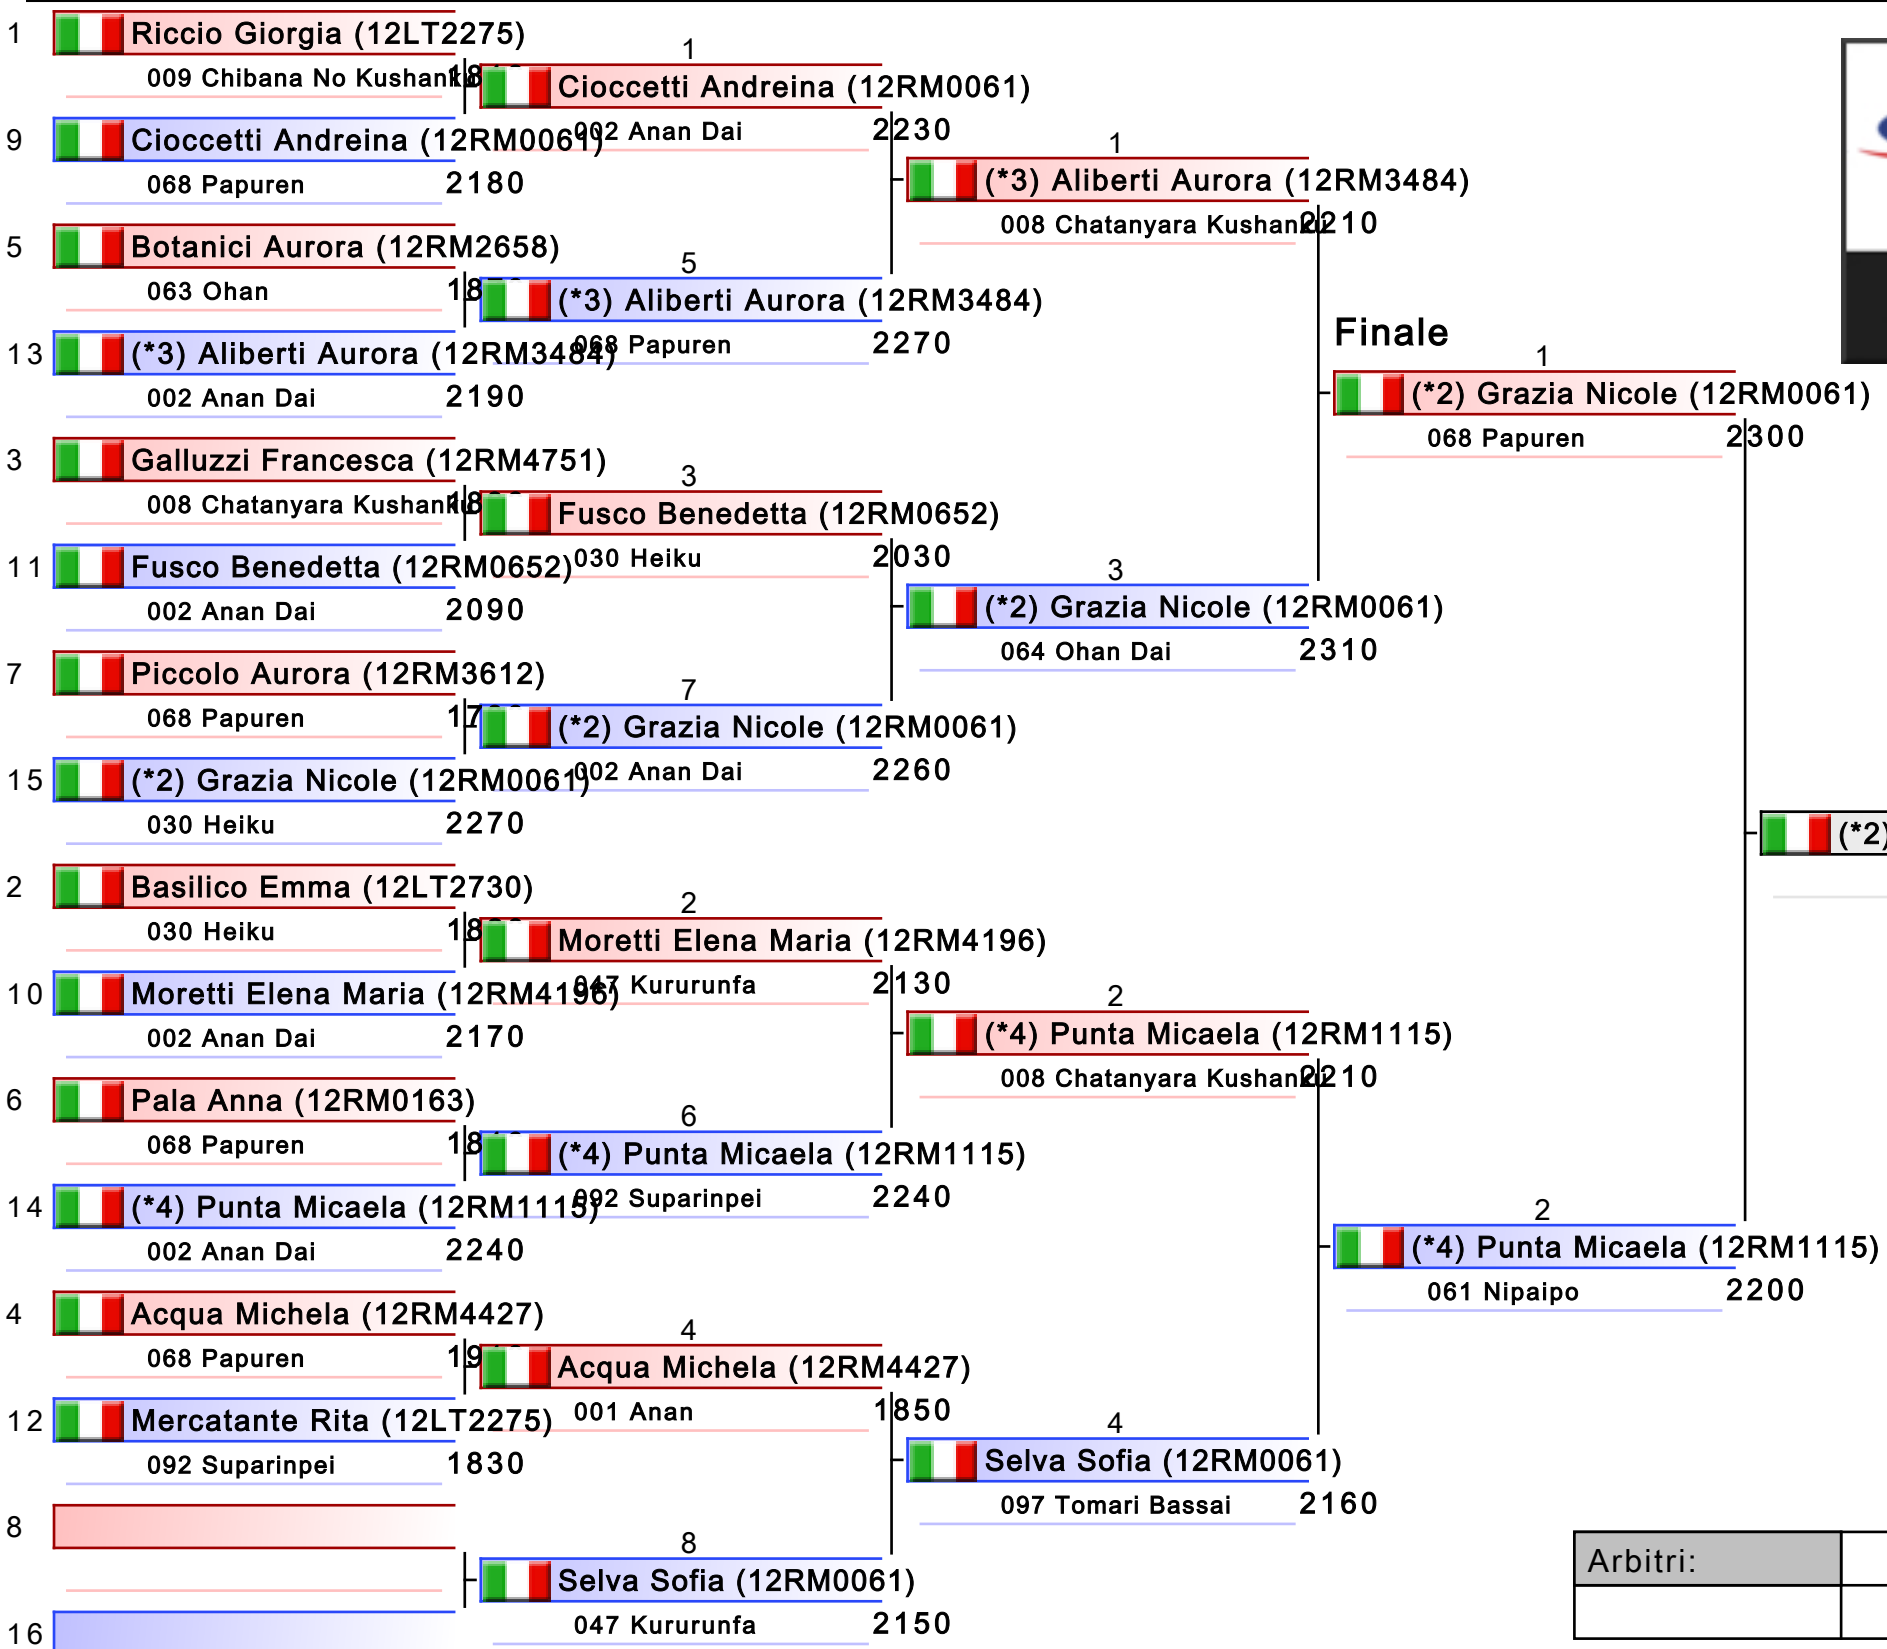 1
Riccio Giorgia (12LT2275)
009 Chibana No Kushanku
9
Cioccetti Andreina (12RM0061)
068 Papuren 2180
5
Botanici Aurora (12RM2658)
063 Ohan
13
(*3) Aliberti Aurora (12RM3484)
002 Anan Dai 2190
3
Galluzzi Francesca (12RM4751)
008 Chatanyara Kushanku
11
Fusco Benedetta (12RM0652)
002 Anan Dai 2090
7
Piccolo Aurora (12RM3612)
068 Papuren
15
(*2) Grazia Nicole (12RM0061)
030 Heiku 2270
2
Basilico Emma (12LT2730)
030 Heiku
10
Moretti Elena Maria (12RM4196)
002 Anan Dai 2170
6
Pala Anna (12RM0163)
068 Papuren
14
(*4) Punta Micaela (12RM1115)
002 Anan Dai 2240
4
Acqua Michela (12RM4427)
068 Papuren
12
Mercatante Rita (12LT2275)
092 Suparinpei 1830
8
16
1
Cioccetti Andreina (12RM0061)
002 Anan Dai 2230
5
(*3) Aliberti Aurora (12RM3484)
068 Papuren 2270
3
Fusco Benedetta (12RM0652)
030 Heiku 2030
7
(*2) Grazia Nicole (12RM0061)
002 Anan Dai 2260
2
Moretti Elena Maria (12RM4196)
047 Kururunfa 2130
6
(*4) Punta Micaela (12RM1115)
092 Suparinpei 2240
4
Acqua Michela (12RM4427)
001 Anan 1850
8
Selva Sofia (12RM0061)
047 Kururunfa 2150
1
(*3) Aliberti Aurora (12RM3484)
008 Chatanyara Kushanku 2210
3
(*2) Grazia Nicole (12RM0061)
064 Ohan Dai 2310
2
(*4) Punta Micaela (12RM1115)
008 Chatanyara Kushanku 2210
4
Selva Sofia (12RM0061)
097 Tomari Bassai 2160
Finale
1
(*2) Grazia Nicole (12RM0061)
068 Papuren 2300
2
(*4) Punta Micaela (12RM1115)
061 Nipaipo 2200
(*2)
Arbitri: